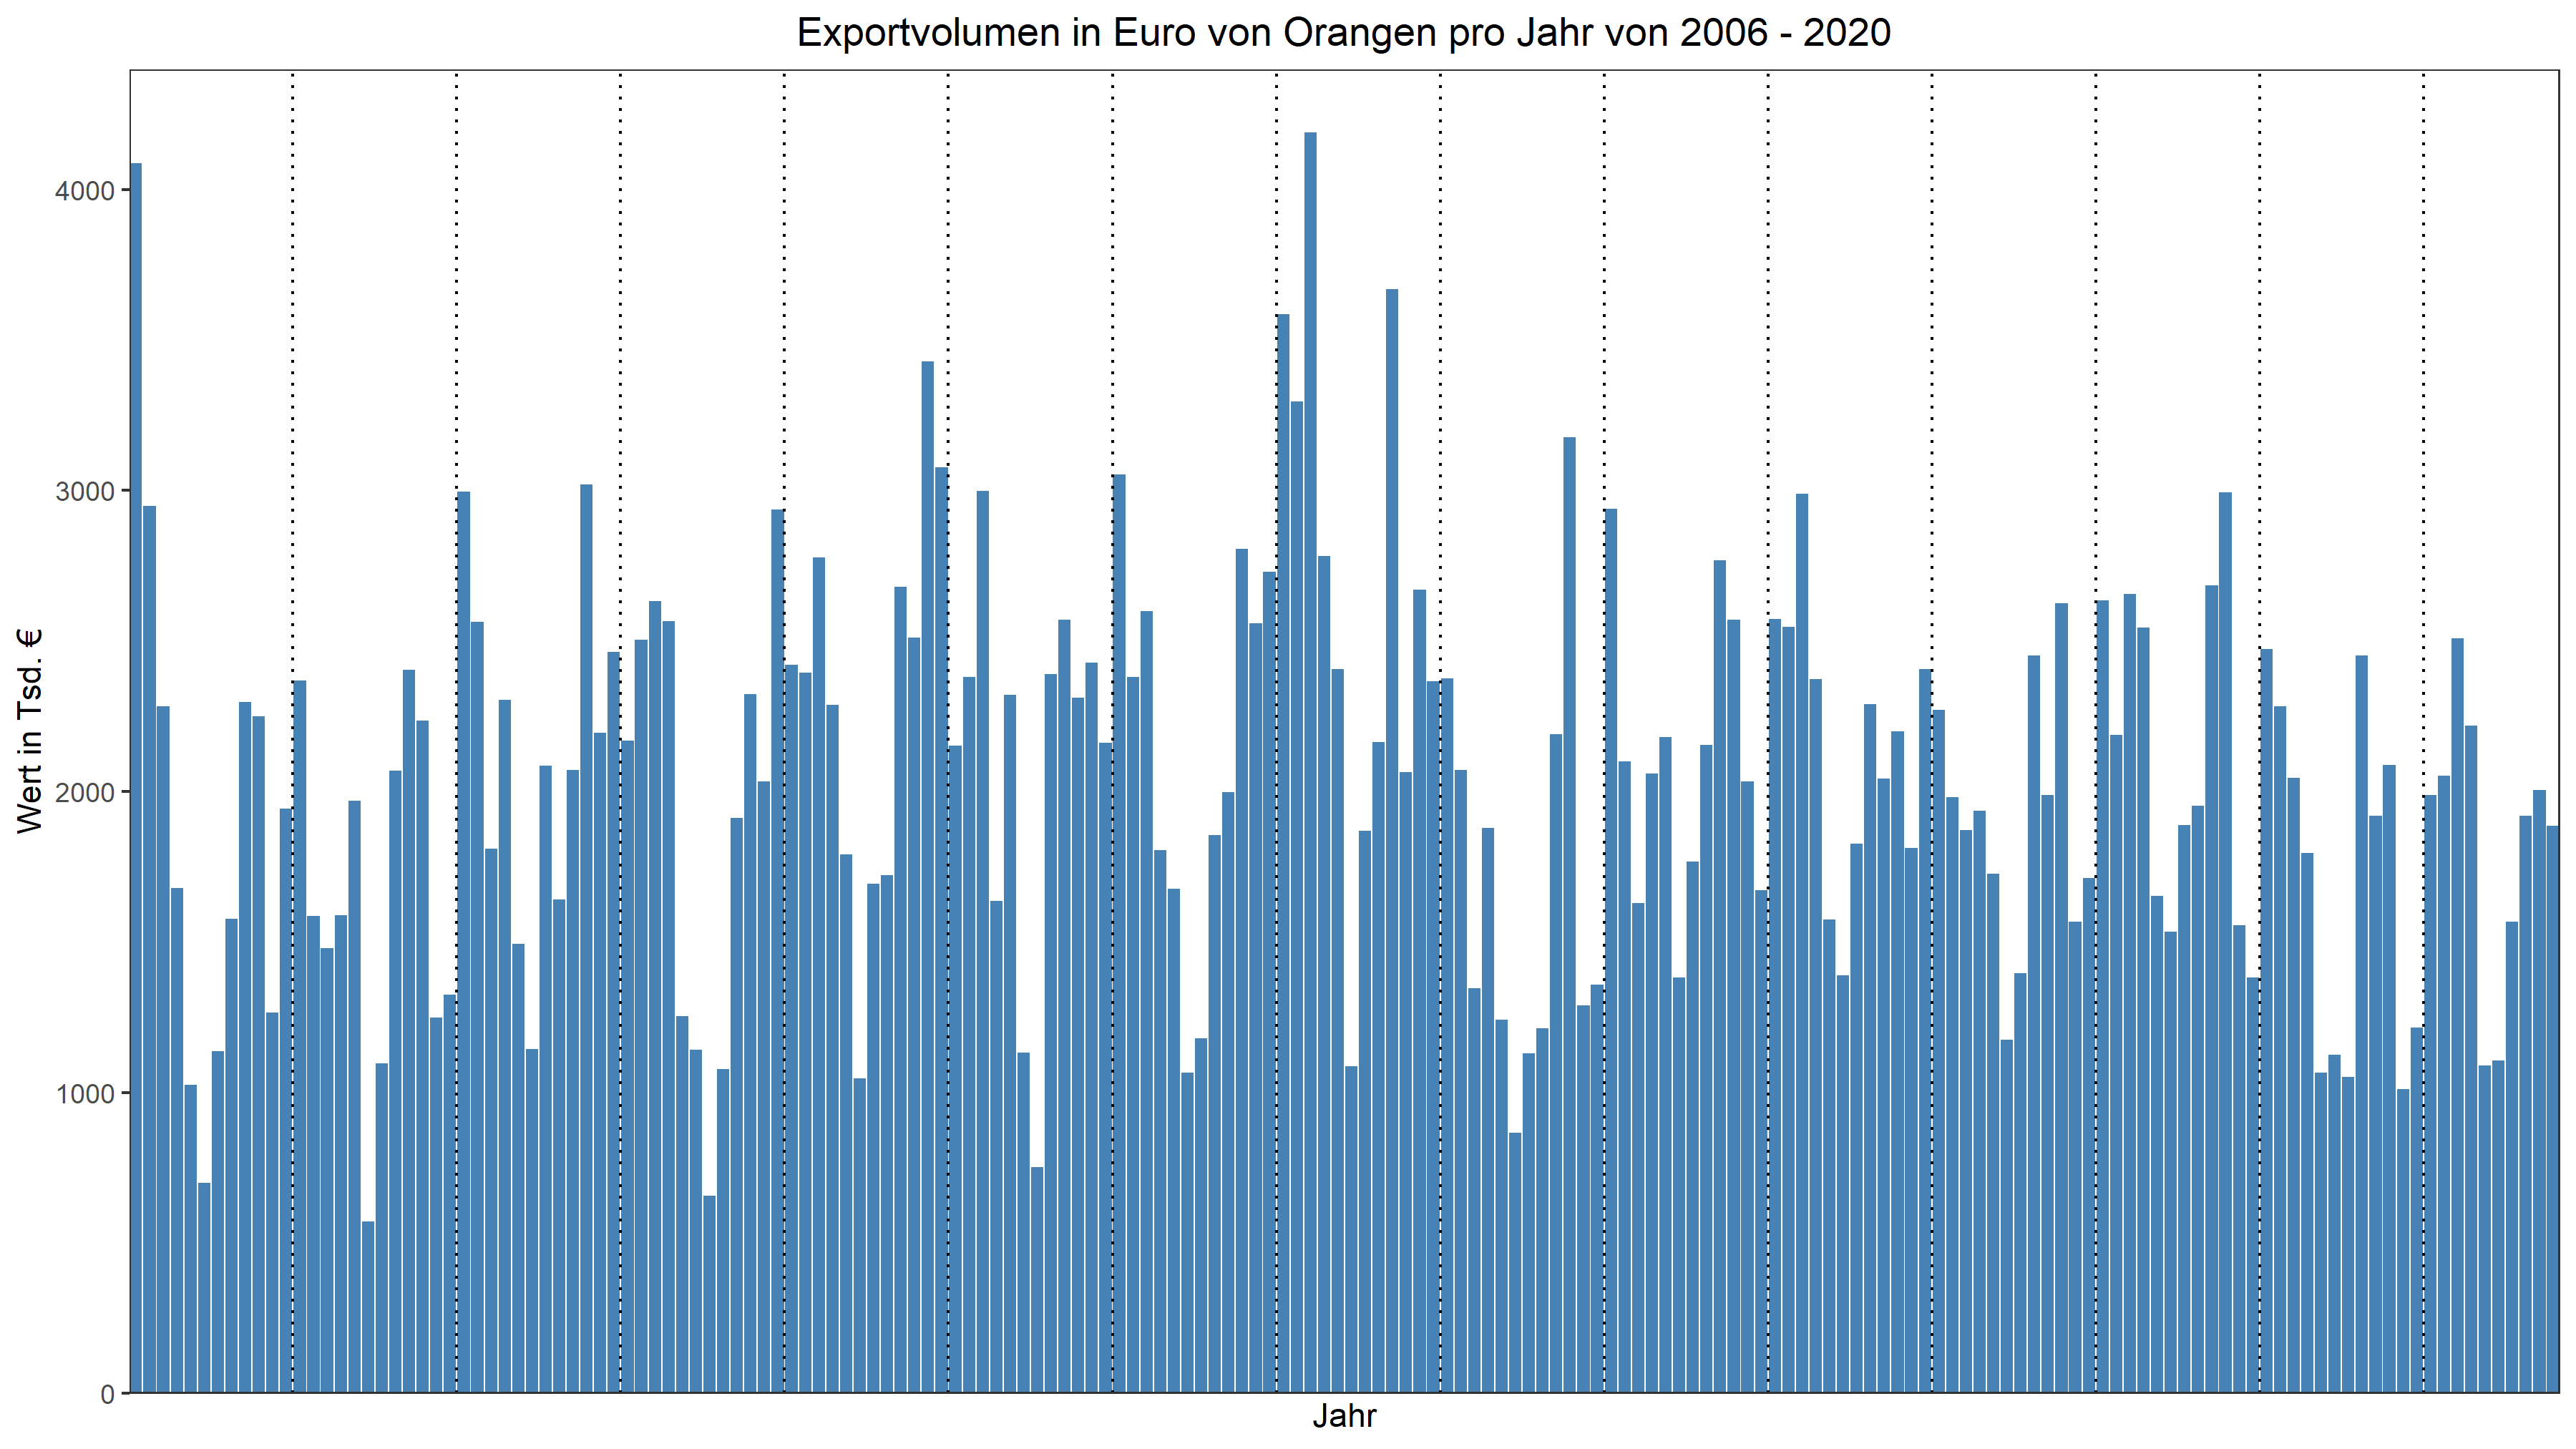 Exportvolumen in Euro von Orangen pro Jahr von 2006 - 2020
Wert in Tsd. €
4000
3000
2000
1000
0
Jahr